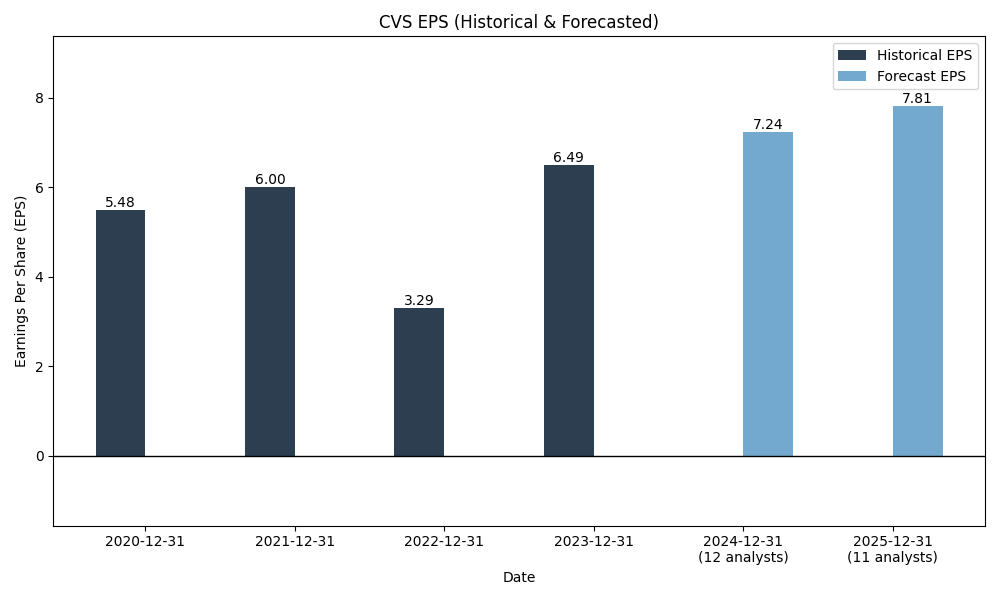 CVS EPS (Historical & Forecasted)
Historical EPS
Forecast EPS
Earnings Per Share (EPS)
8
6
4
2
0
5.48
6.00
3.29
6.49
7.24
7.81
2020-12-31
2021-12-31
2022-12-31
2023-12-31
2024-12-31
(12 analysts)
2025-12-31
(11 analysts)
Date